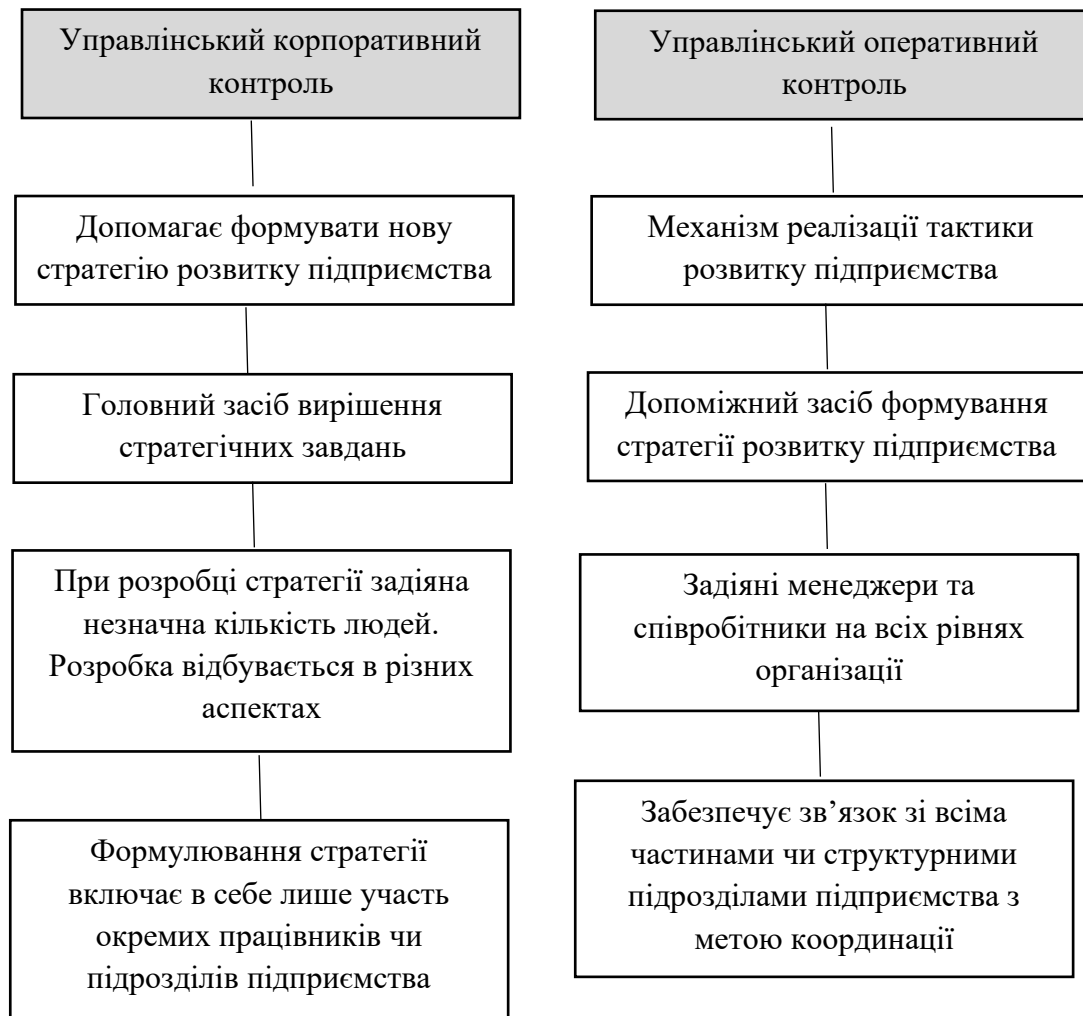 Управлінський корпоративний
контроль
Допомагає формувати нову
стратегію розвитку підприємства
Головний засіб вирішення
стратегічних завдань
При розробці стратегії задіяна
незначна кількість людей.
Розробка відбувається в різних
аспектах
Формулювання стратегії
включає в себе лише участь
окремих працівників чи
підрозділів підприємства
Управлінський оперативний
контроль
Механізм реалізації тактики
розвитку підприємства
Допоміжний засіб формування
стратегії розвитку підприємства
Задіяні менеджери та
співробітники на всіх рівнях
організації
Забезпечує зв’язок зі всіма
частинами чи структурними
підрозділами підприємства з
метою координації